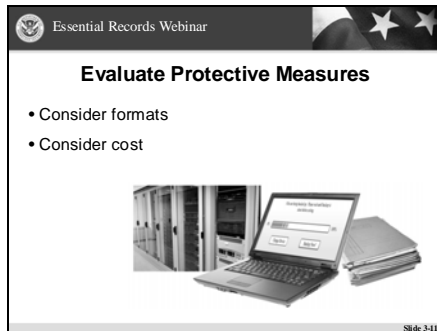 Essential Records Webinar
Evaluate Protective Measures
• Consider formats
• Consider cost
Slide 3-11